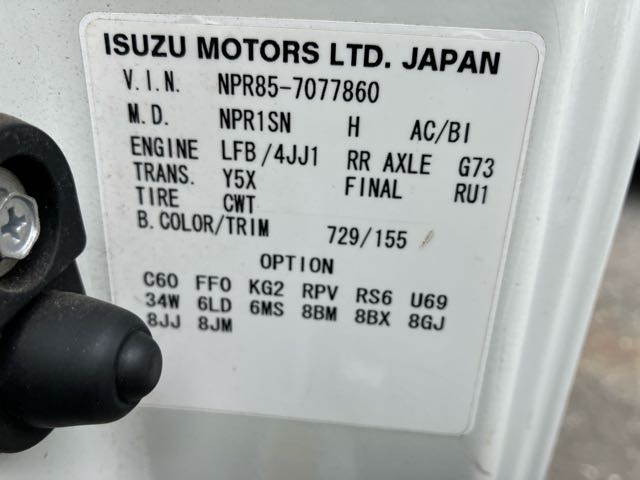 ISUZU MOTORS LTD. JAPAN
V.I.N. NPR85-7077860
M.D. NPR1SN H AC/BI
ENGINE LFB/4JJ1 RR AXLE G73
TRANS. Y5X FINAL RU1
TIRE CWT
B.COLOR/TRIM 729/155
OPTION
C60 FF0 KG2 RPV RS6 U69
34W 6LD 6MS 8BM 8BX 8GJ
8JJ 8JM